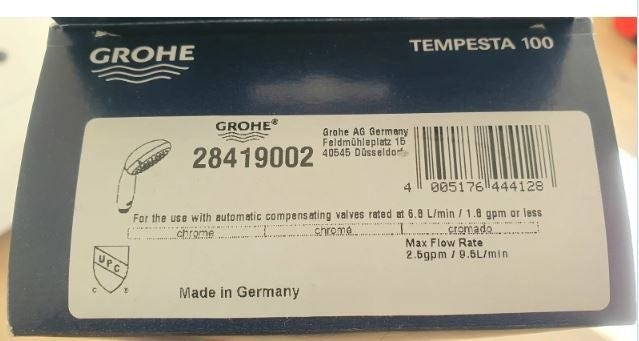 GROHE
TEMPESTA 100
GROHE®
28419002
Grohe AG Germany
Feldmühleplatz 15
40545 Düsseldorf
4 005176 444128
For the use with automatic compensating valves rated at 6.8 L/min / 1.8 gpm or less
chrome chromé cromado
Max Flow Rate
2.5gpm / 9.5L/min
UPC
C
Made in Germany